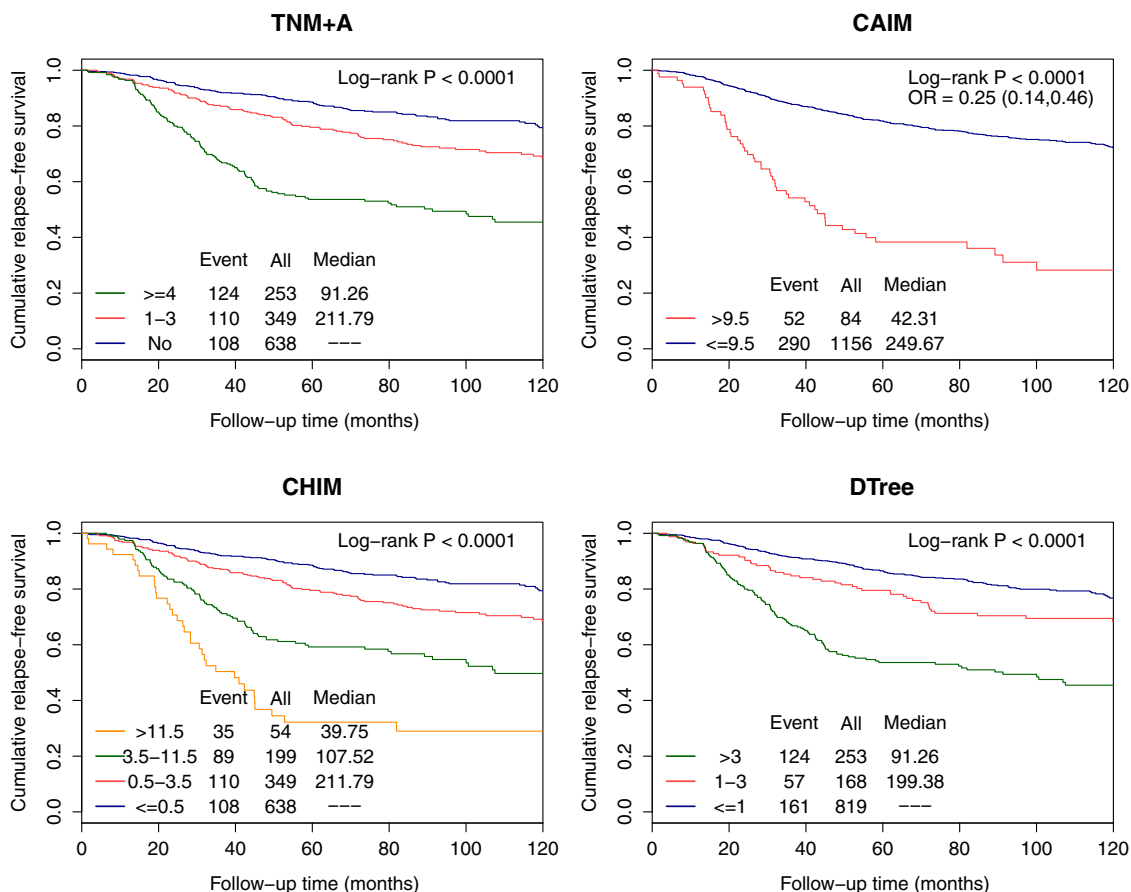 TNM+A
Cumulative relapse−free survival
1.0
0.8
0.6
0.4
0.2
0.0
Log−rank P < 0.0001
Event All Median
>=4 124 253 91.26
1−3 110 349 211.79
No 108 638 −−−
0 20 40 60 80 100 120
Follow−up time (months)
CAIM
Cumulative relapse−free survival
1.0
0.8
0.6
0.4
0.2
0.0
Log−rank P < 0.0001
OR = 0.25 (0.14,0.46)
Event All Median
>9.5 52 84 42.31
<=9.5 290 1156 249.67
0 20 40 60 80 100 120
Follow−up time (months)
CHIM
Cumulative relapse−free survival
1.0
0.8
0.6
0.4
0.2
0.0
Log−rank P < 0.0001
Event All Median
>11.5 35 54 39.75
3.5−11.5 89 199 107.52
0.5−3.5 110 349 211.79
<=0.5 108 638 −−−
0 20 40 60 80 100 120
Follow−up time (months)
DTree
Cumulative relapse−free survival
1.0
0.8
0.6
0.4
0.2
0.0
Log−rank P < 0.0001
Event All Median
>3 124 253 91.26
1−3 57 168 199.38
<=1 161 819 −−−
0 20 40 60 80 100 120
Follow−up time (months)